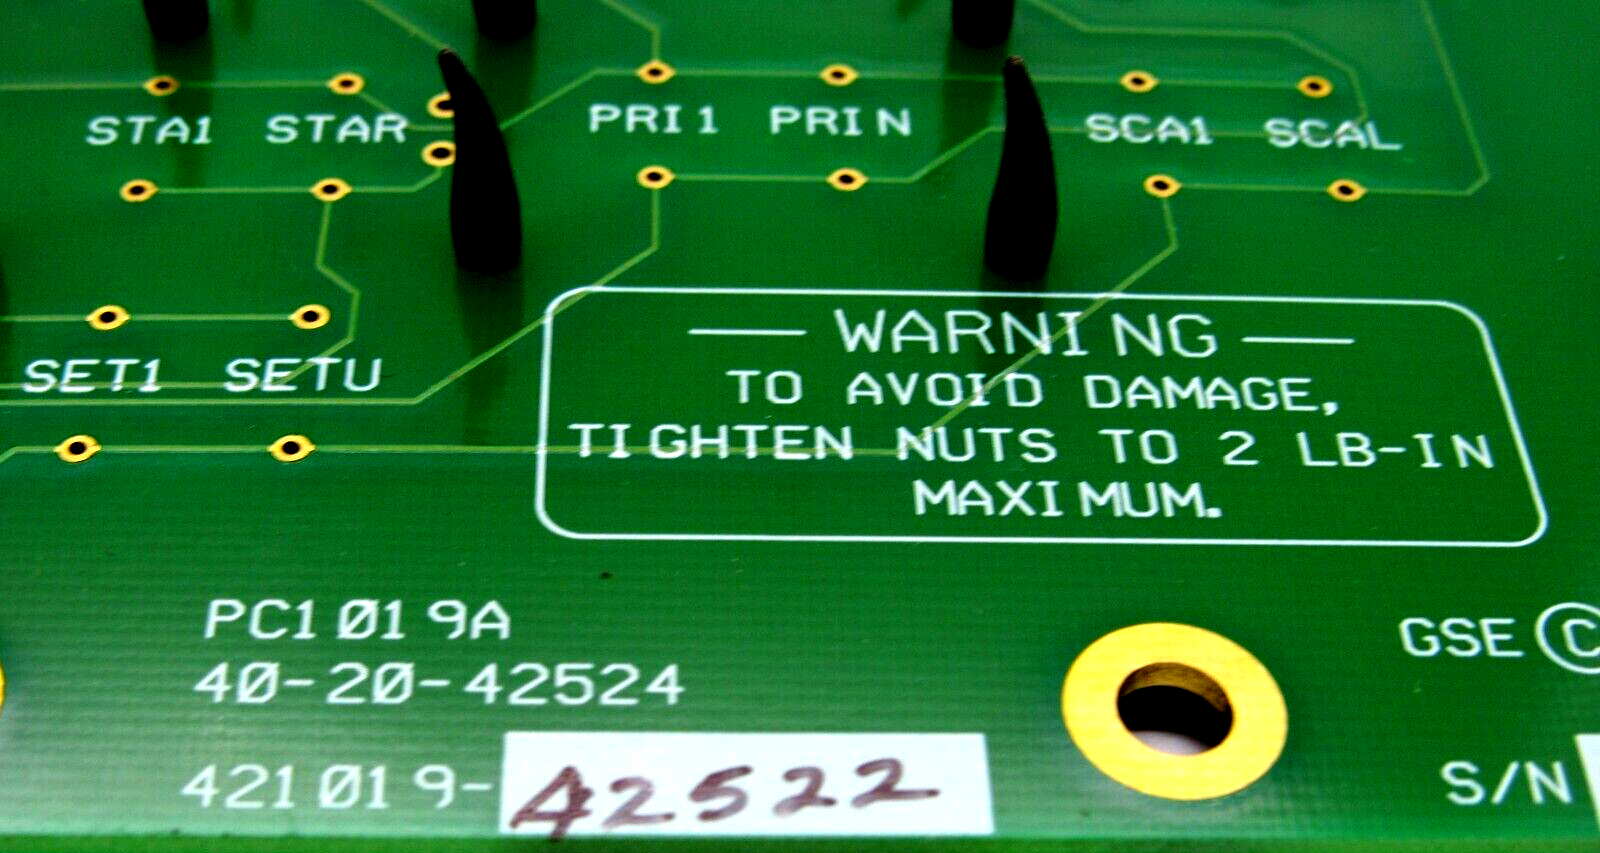 STA1 STAR PRI1 PRIN SCA1 SCAL
SET1 SETU
WARNING
TO AVOID DAMAGE,
TIGHTEN NUTS TO 2 LB-IN
MAXIMUM.
PC1019A
40-20-42524
421019-42522
GSE ©
S/N